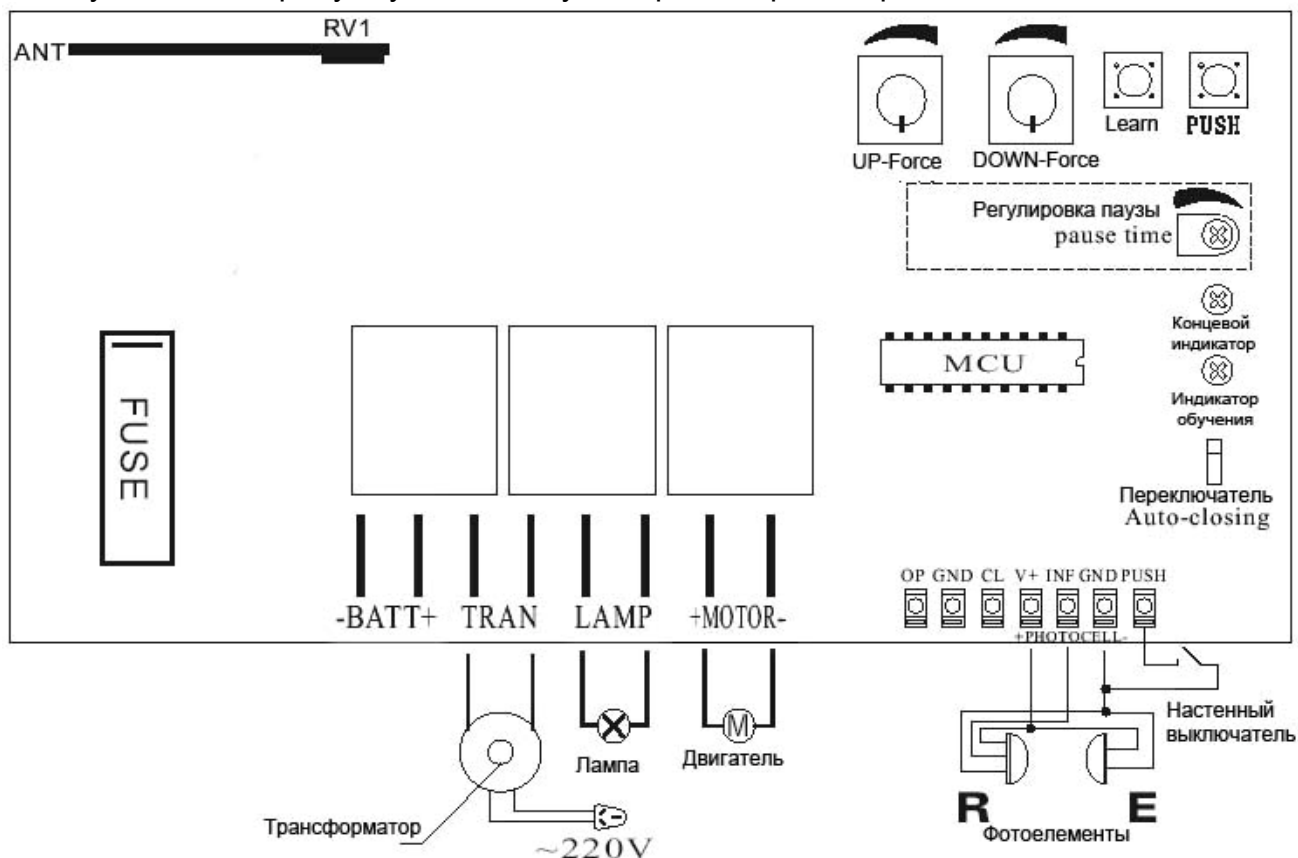 RV1
ANT
Learn
PUSH
UP-Force
DOWN-Force
Регулировка паузы
pause time
Концевой
индикатор
MCU
Индикатор
обучения
FUSE
Переключатель
Auto-closing
OP GND CL V+ INF GND PUSH
-BATT+ TRAN LAMP +MOTOR-
+PHOTOCELL-
Настенный
выключатель
M
Лампа
Двигатель
Трансформатор
R E
Фотоелементы
~220V